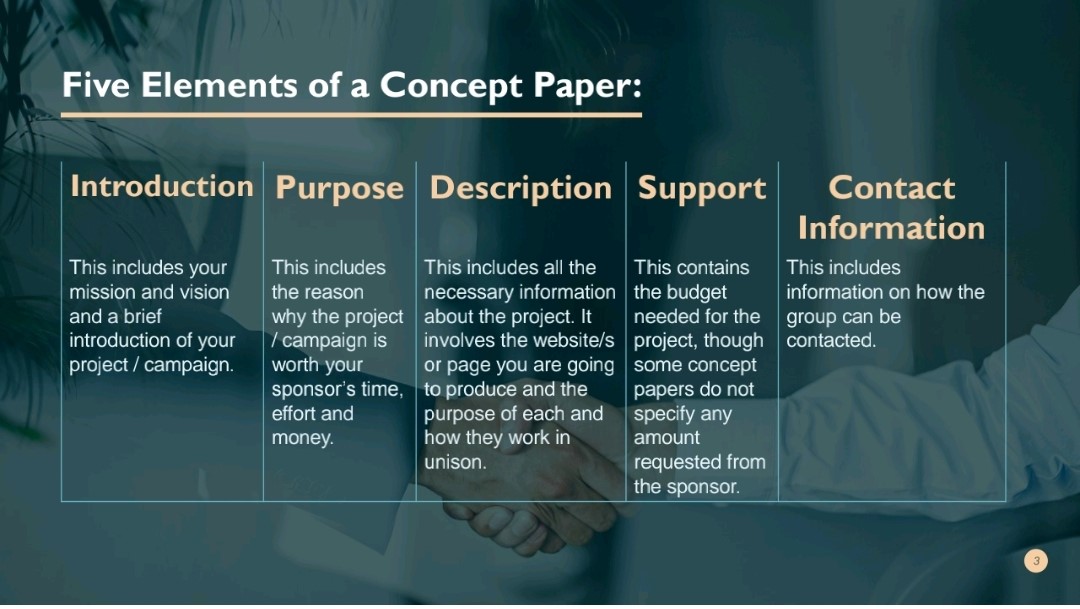 Five Elements of a Concept Paper:
Introduction
This includes your
mission and vision
and a brief
introduction of your
project / campaign.
Purpose
This includes
the reason
why the project
/ campaign is
worth your
sponsor's time,
effort and
money.
Description
This includes all the
necessary information
about the project. It
involves the website/s
or page you are going
to produce and the
purpose of each and
how they work in
unison.
Support
This contains
the budget
needed for the
project, though
some concept
papers do not
specify any
amount
requested from
the sponsor.
Contact
Information
This includes
information on how the
group can be
contacted.
3